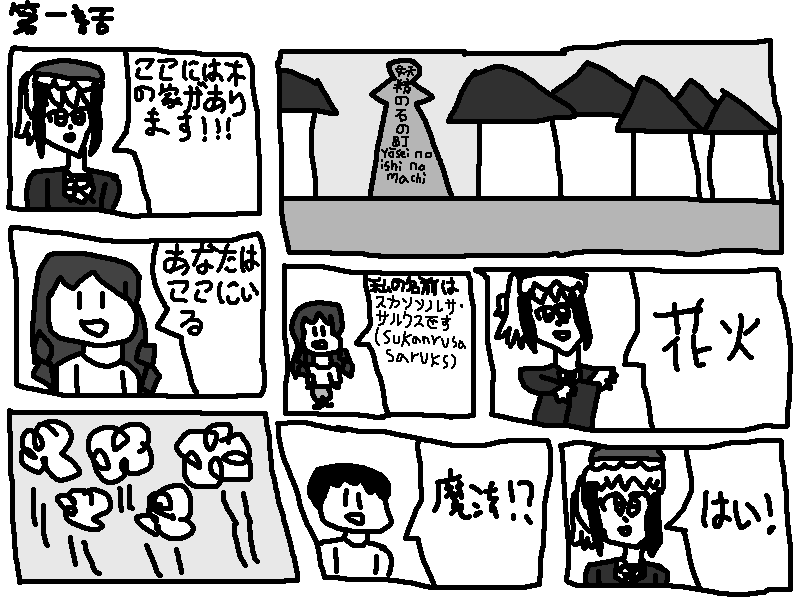 第一話
ここには木
の家があり
ます!!!
妖精
の石の
町
Yosei no
ishi no
machi
あなたは
ここにい
る
私の名前は
スカンルサ・
サルクスです
(Sukanrusa
Saruks)
花火
魔法!?
はい!